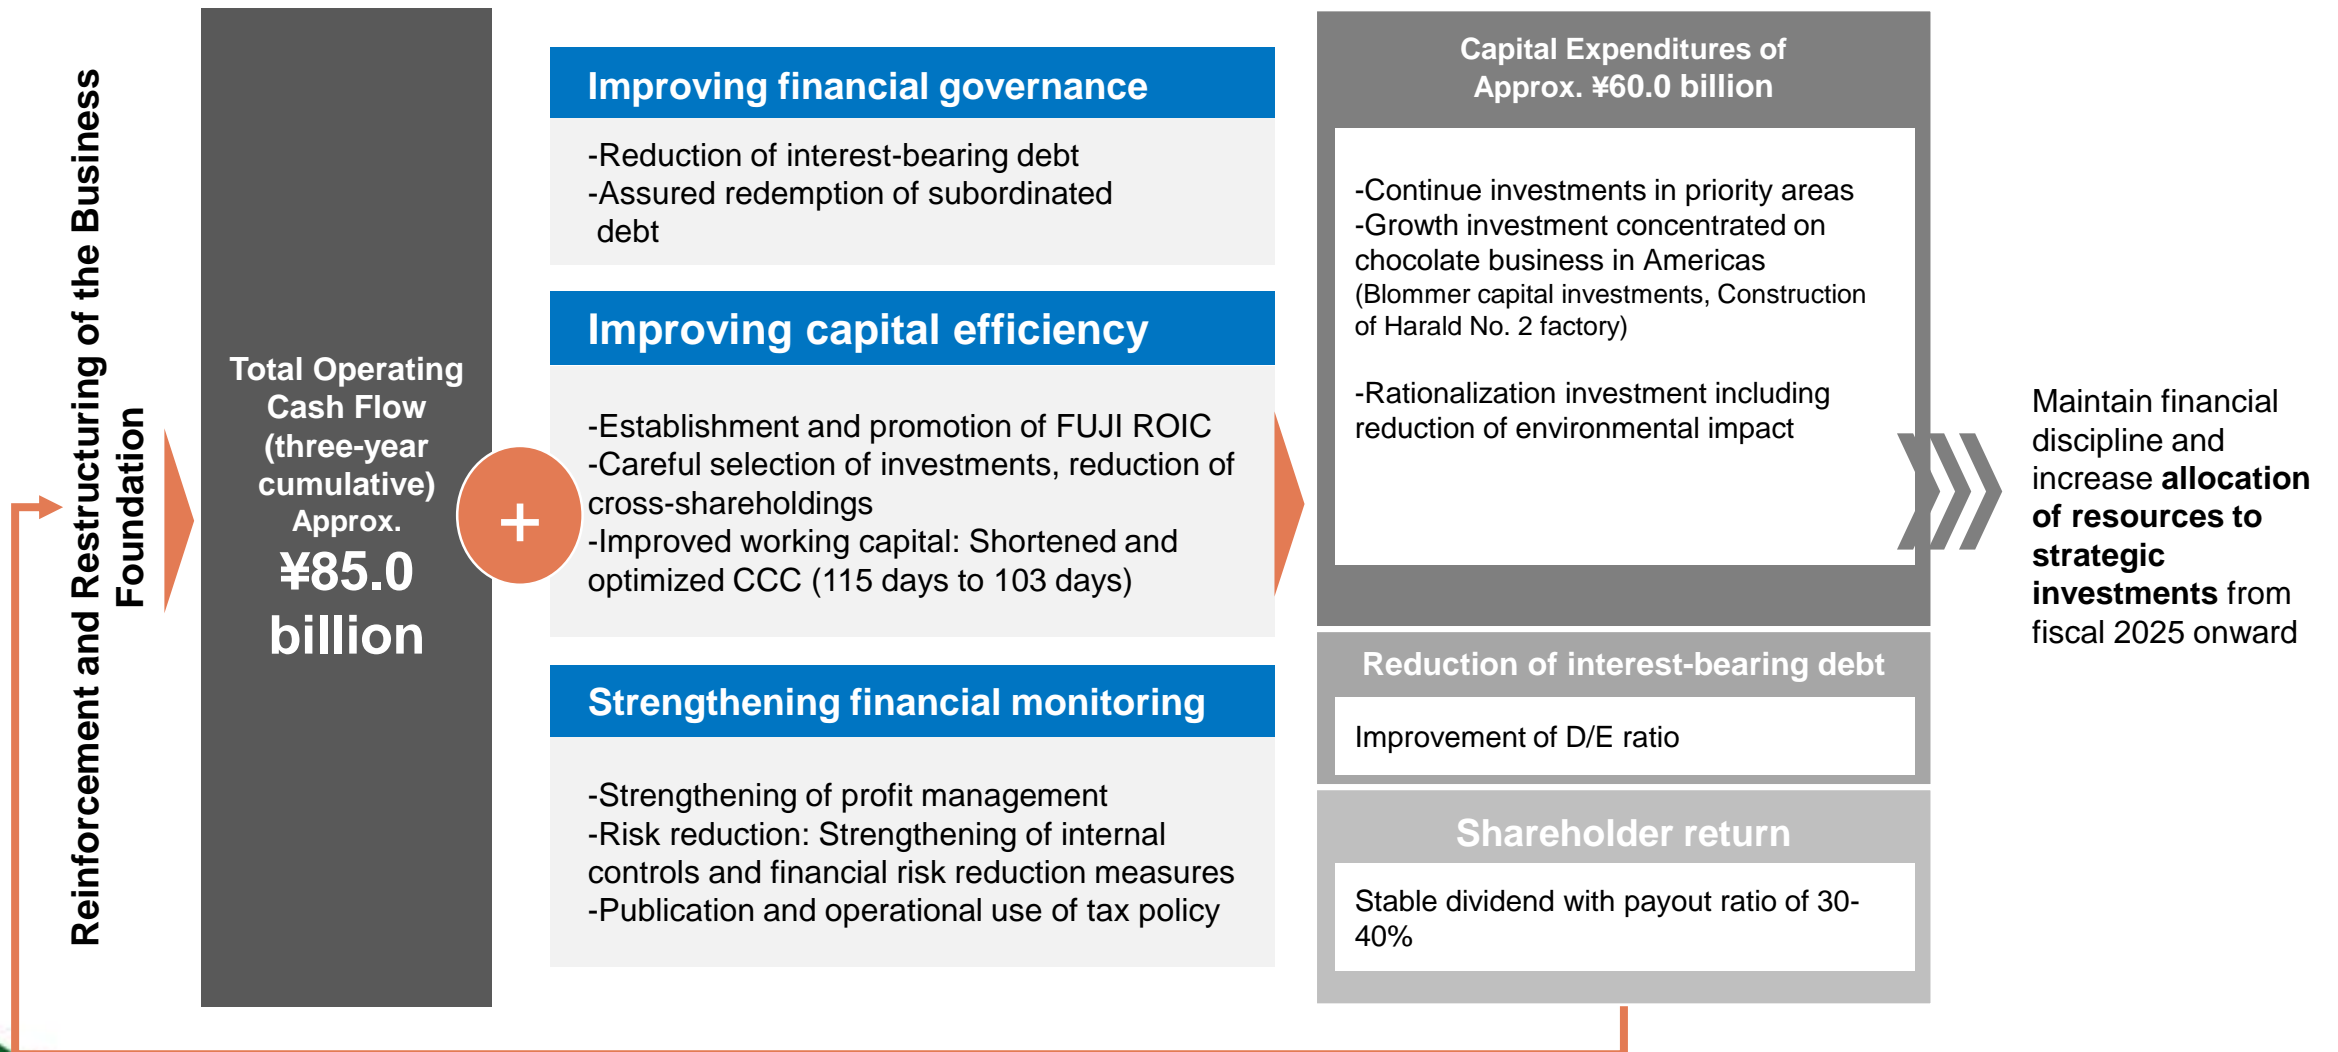 Reinforcement and Restructuring of the Business
Foundation
Total Operating
Cash Flow
(three-year
cumulative)
Approx.
¥85.0
billion
+
Improving financial governance
-Reduction of interest-bearing debt
-Assured redemption of subordinated
debt
Improving capital efficiency
-Establishment and promotion of FUJI ROIC
-Careful selection of investments, reduction of
cross-shareholdings
-Improved working capital: Shortened and
optimized CCC (115 days to 103 days)
Strengthening financial monitoring
-Strengthening of profit management
-Risk reduction: Strengthening of internal
controls and financial risk reduction measures
-Publication and operational use of tax policy
Capital Expenditures of
Approx. ¥60.0 billion
-Continue investments in priority areas
-Growth investment concentrated on
chocolate business in Americas
(Blommer capital investments, Construction
of Harald No. 2 factory)
-Rationalization investment including
reduction of environmental impact
Reduction of interest-bearing debt
Improvement of D/E ratio
Shareholder return
Stable dividend with payout ratio of 30-
40%
Maintain financial
discipline and
increase allocation
of resources to
strategic
investments from
fiscal 2025 onward